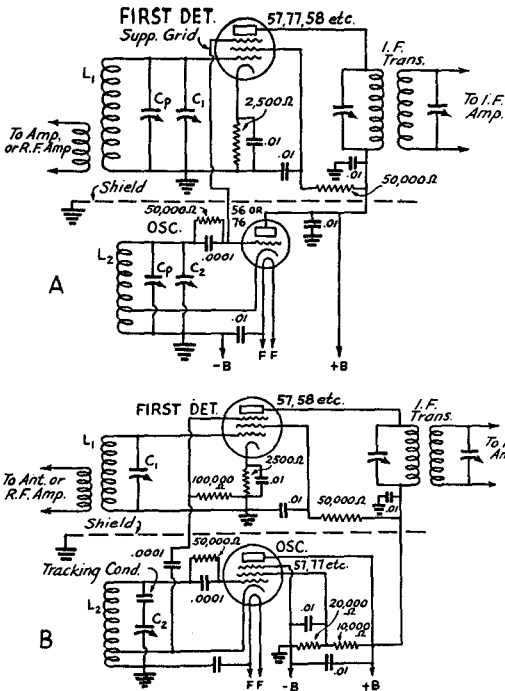 FIRST DET.
57,77,58 etc.
Supp. Grid
I.F.
Trans.
L1
Cp
C1
2,500Ω
.01
To Amp.
or R.F. Amp
To I.F.
Amp.
.01
.01
50,000Ω
Shield
50,000Ω
56 OR
76
OSC.
.0001
.01
L2
A
Cp
C2
.01
-B
F F
+B
FIRST DET.
57,58 etc.
I.F.
Trans.
L1
C1
2500Ω
100,000
Ω
.01
To Ant. or
R.F. Amp.
To I
Am
.01
.01
50,000Ω
Shield
.0001
50,000Ω
OSC.
57,77 etc.
Tracking Cond.
.0001
L2
C2
B
.01
20,000
Ω
10,000
Ω
F F
-B
+B